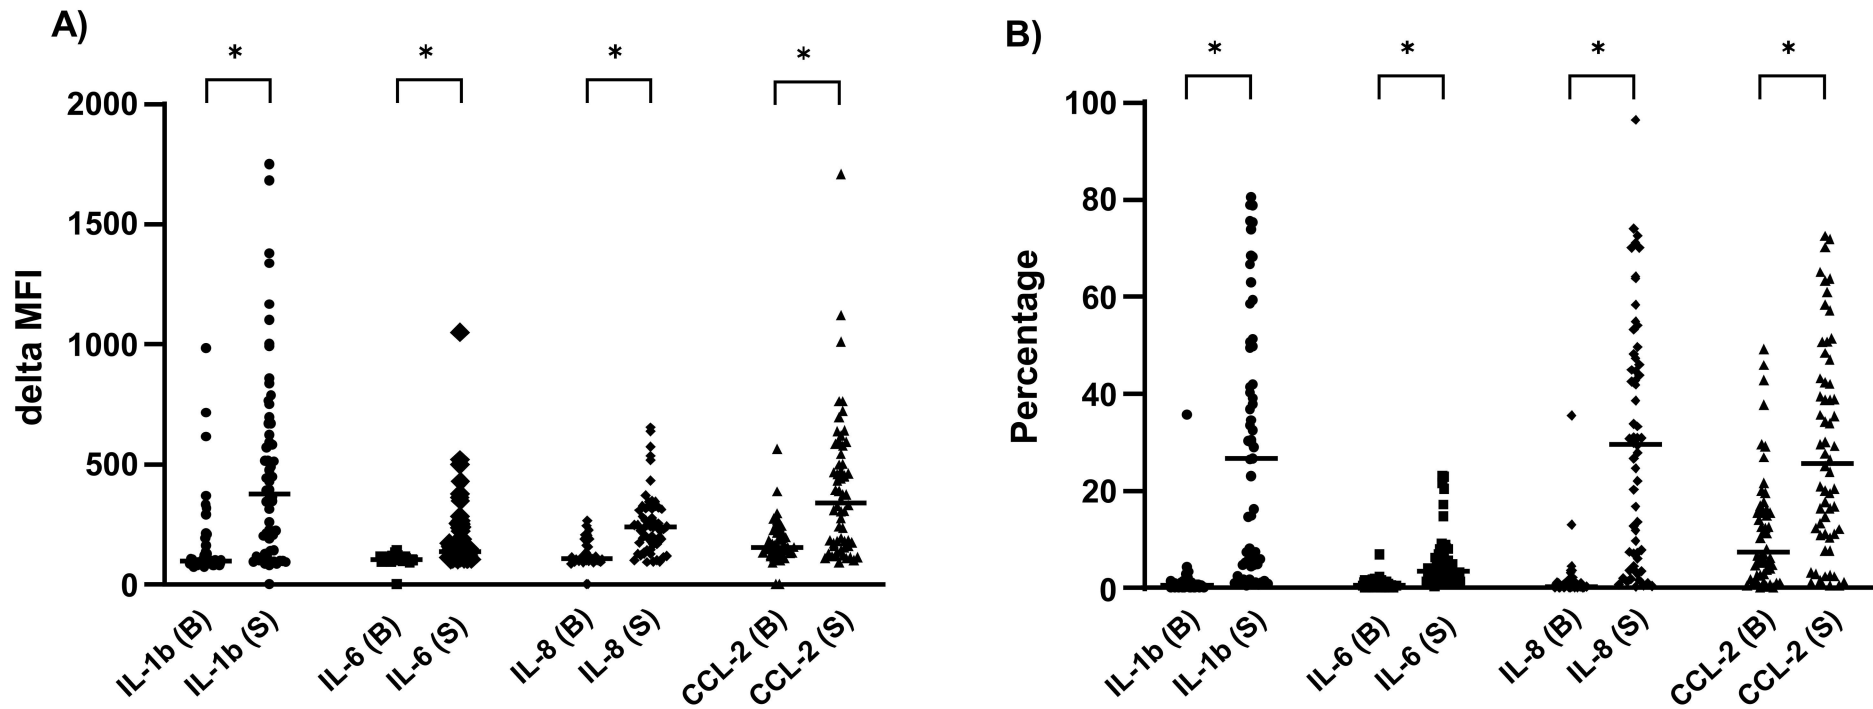 A)
* * * *
2000
1500
1000
500
0
delta MFI
IL-1b (B)
IL-1b (S)
IL-6 (B)
IL-6 (S)
IL-8 (B)
IL-8 (S)
CCL-2 (B)
CCL-2 (S)
B)
* * * *
100
80
60
40
20
0
Percentage
IL-1b (B)
IL-1b (S)
IL-6 (B)
IL-6 (S)
IL-8 (B)
IL-8 (S)
CCL-2 (B)
CCL-2 (S)